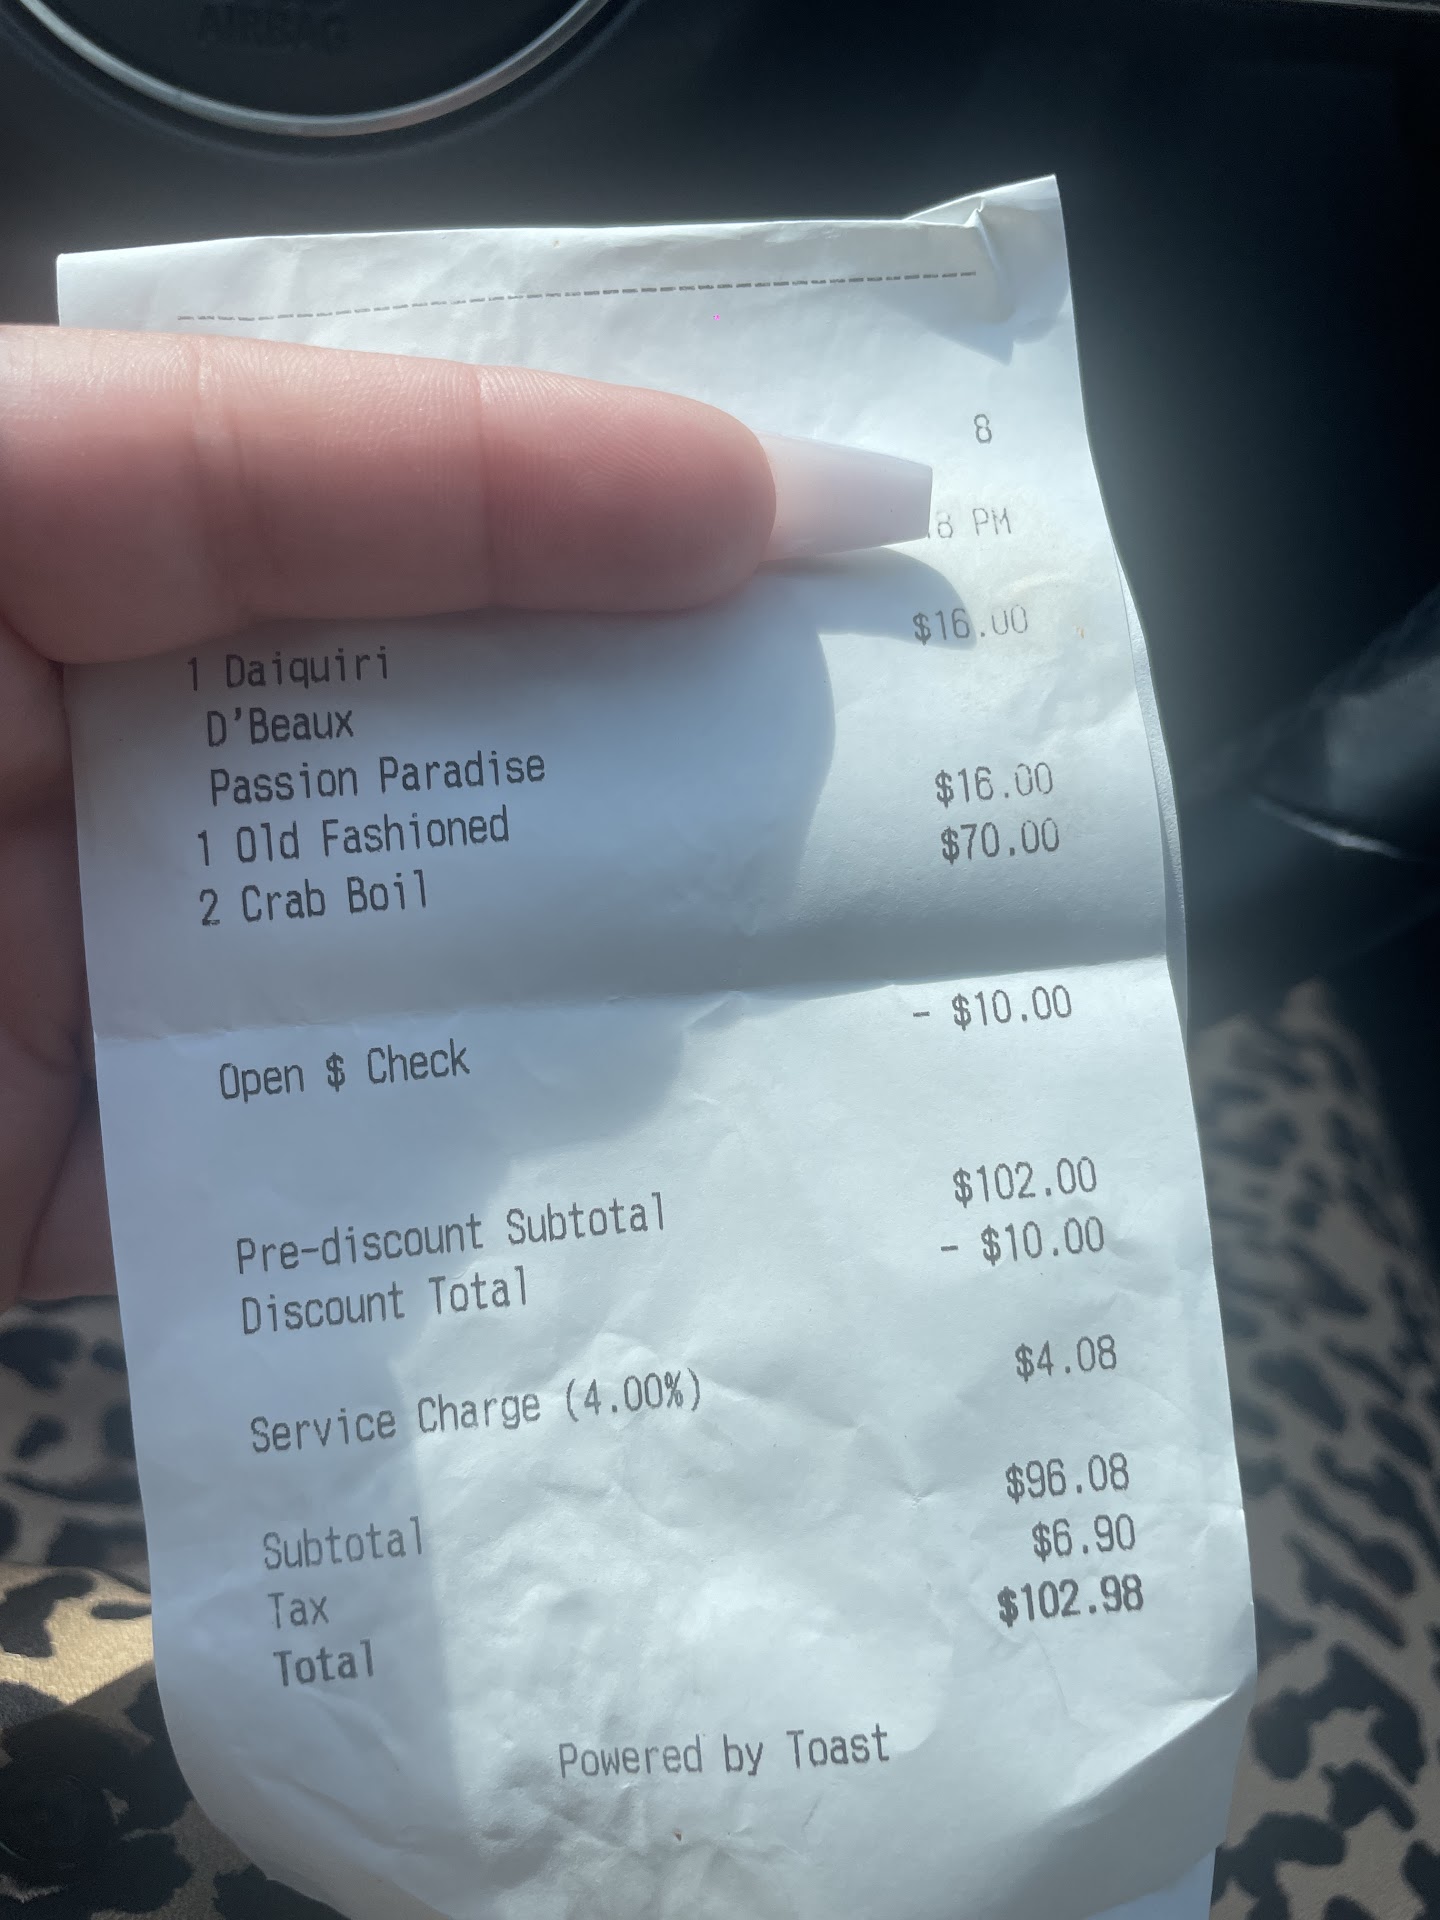 AIRBAG
8
8 PM
1 Daiquiri $16.00
D'Beaux
Passion Paradise
1 Old Fashioned $16.00
2 Crab Boil $70.00
Open $ Check - $10.00
Pre-discount Subtotal $102.00
Discount Total - $10.00
Service Charge (4.00%) $4.08
Subtotal $96.08
Tax $6.90
Total $102.98
Powered by Toast